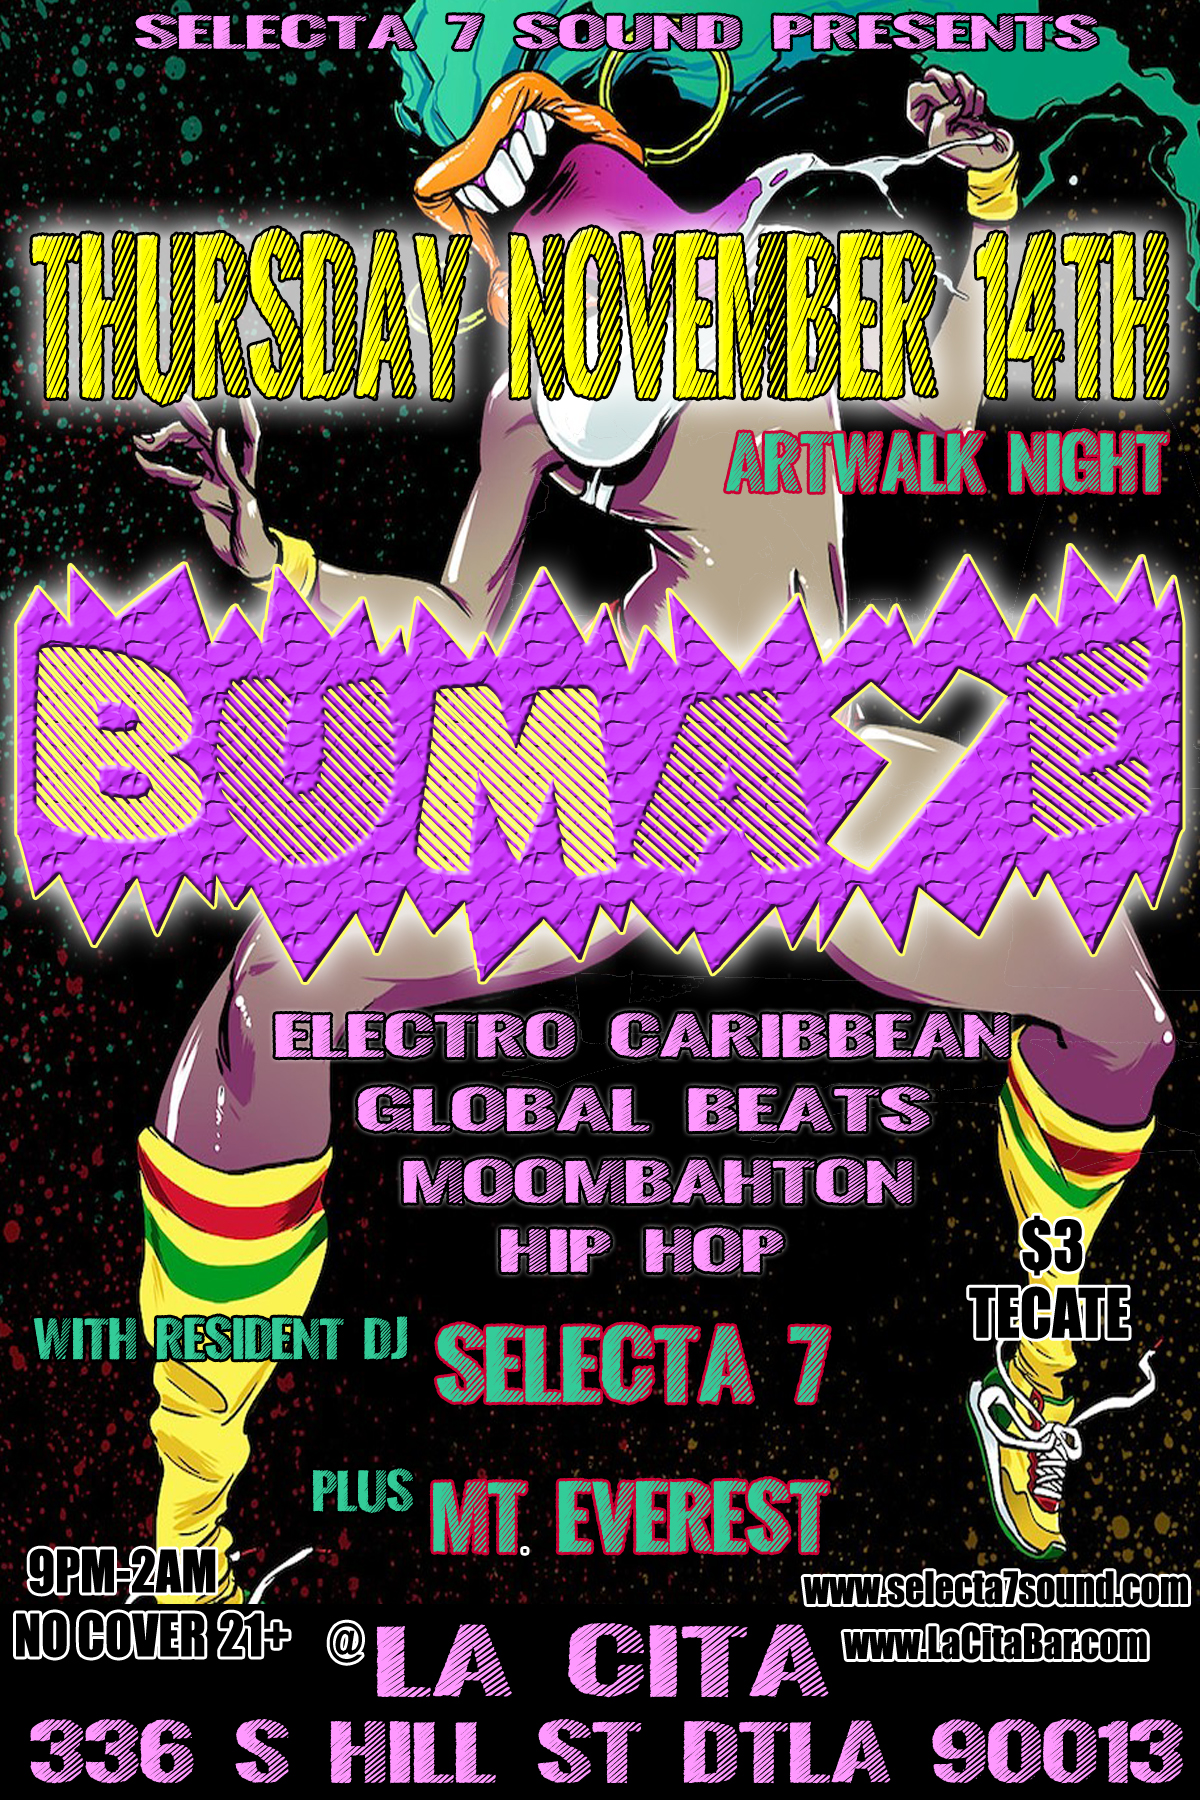 SELECTA 7 SOUND PRESENTS
THURSDAY NOVEMBER 14TH
ARTWALK NIGHT
BUMAYE
ELECTRO CARIBBEAN
GLOBAL BEATS
MOOMBAHTON
HIP HOP
$3
TECATE
WITH RESIDENT DJ SELECTA 7
PLUS MT. EVEREST
9PM-2AM
NO COVER 21+
www.selecta7sound.com
www.LaCitaBar.com
@ LA CITA
336 S HILL ST DTLA 90013